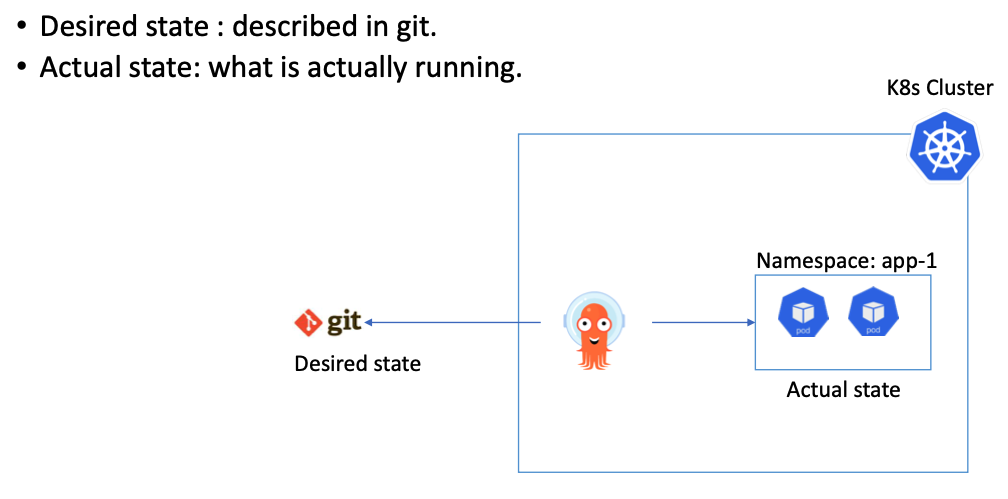 • Desired state : described in git.
• Actual state: what is actually running.
K8s Cluster
Namespace: app-1
pod pod
git
Desired state
Actual state